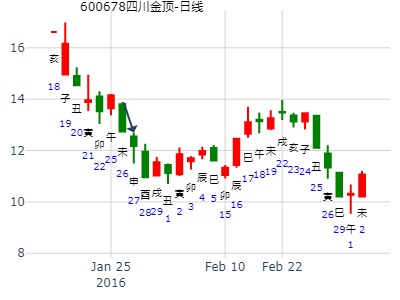 600678四川金顶-日线
16
14
12
10
8
亥
18
子
19
丑
20
寅
21
卯
22
午
25
未
26
申
27
酉
28
戌
29
丑
1
寅
2
卯
3
辰
4
巳
5
卯
15
辰
16
巳
17
午
18
未
19
戌
22
亥
23
子
24
丑
25
寅
26
巳
29
午
1
未
2
Jan 25
2016
Feb 10
Feb 22